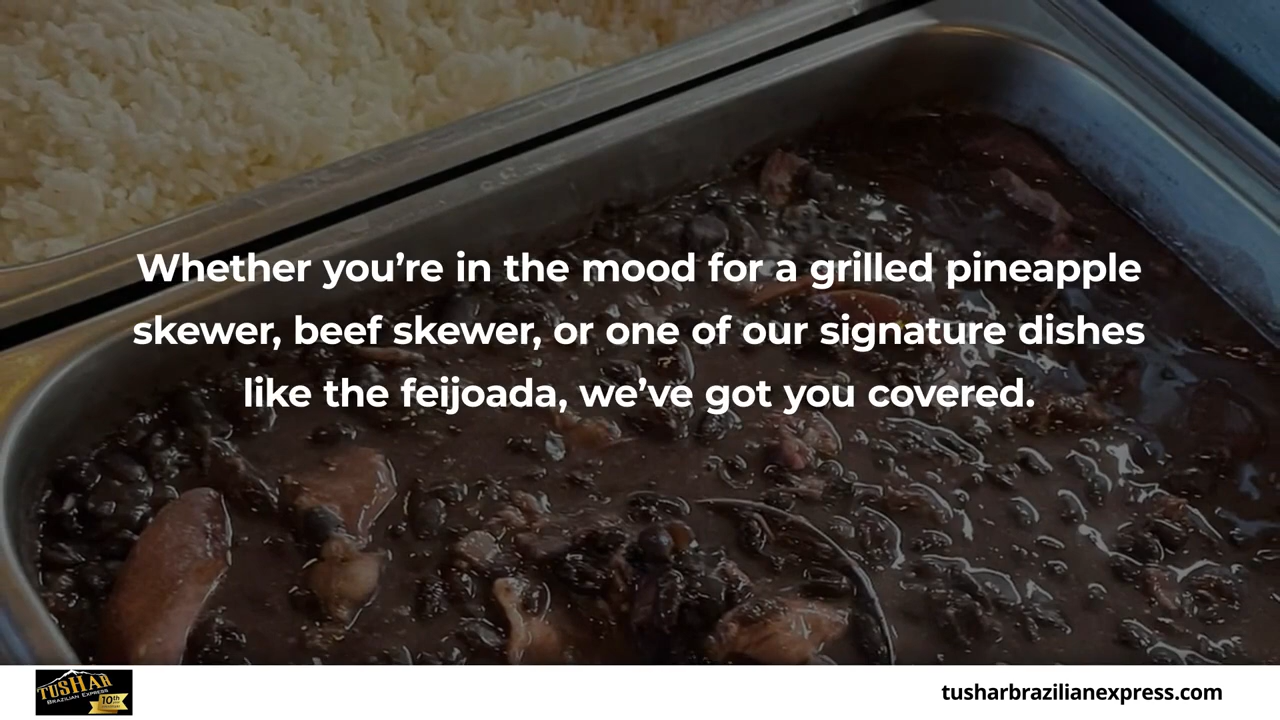 Whether you’re in the mood for a grilled pineapple
skewer, beef skewer, or one of our signature dishes
like the feijoada, we’ve got you covered.
TUSHAR
BRAZILIAN EXPRESS
10th
tusharbrazilianexpress.com